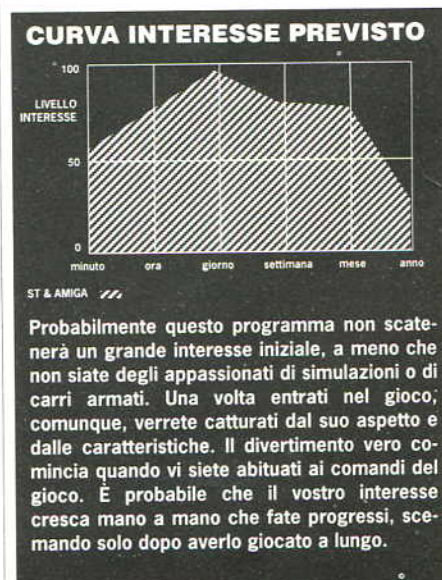 CURVA INTERESSE PREVISTO
100
LIVELLO
INTERESSE
50
0
minuto ora giorno settimana mese anno
ST & AMIGA
Probabilmente questo programma non scate-
nerà un grande interesse iniziale, a meno che
non siate degli appassionati di simulazioni o di
carri armati. Una volta entrati nel gioco,
comunque, verrete catturati dal suo aspetto e
dalle caratteristiche. Il divertimento vero co-
mincia quando vi siete abituati ai comandi del
gioco. È probabile che il vostro interesse
cresca mano a mano che fate progressi, sce-
mando solo dopo averlo giocato a lungo.